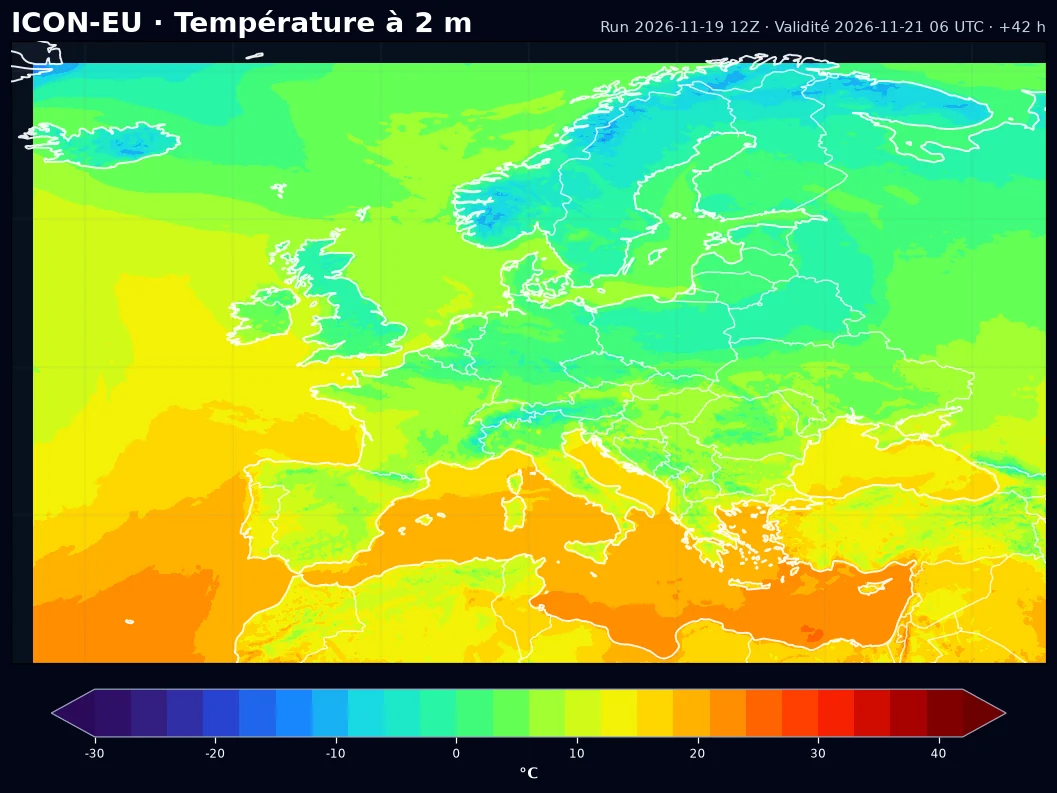 ICON-EU · Température à 2 m
Run 2026-11-19 12Z · Validité 2026-11-21 06 UTC · +42 h
-30 -20 -10 0 10 20 30 40
°C